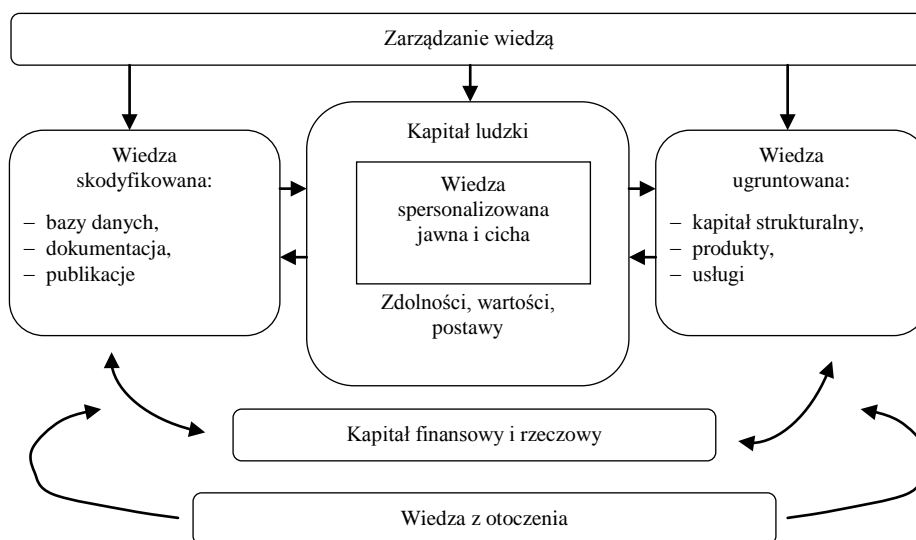 Zarządzanie wiedzą
Wiedza
skodyfikowana:
– bazy danych,
– dokumentacja,
– publikacje
Kapitał ludzki
Wiedza
spersonalizowana
jawna i cicha
Zdolności, wartości,
postawy
Wiedza
ugruntowana:
– kapitał strukturalny,
– produkty,
– usługi
Kapitał finansowy i rzeczowy
Wiedza z otoczenia